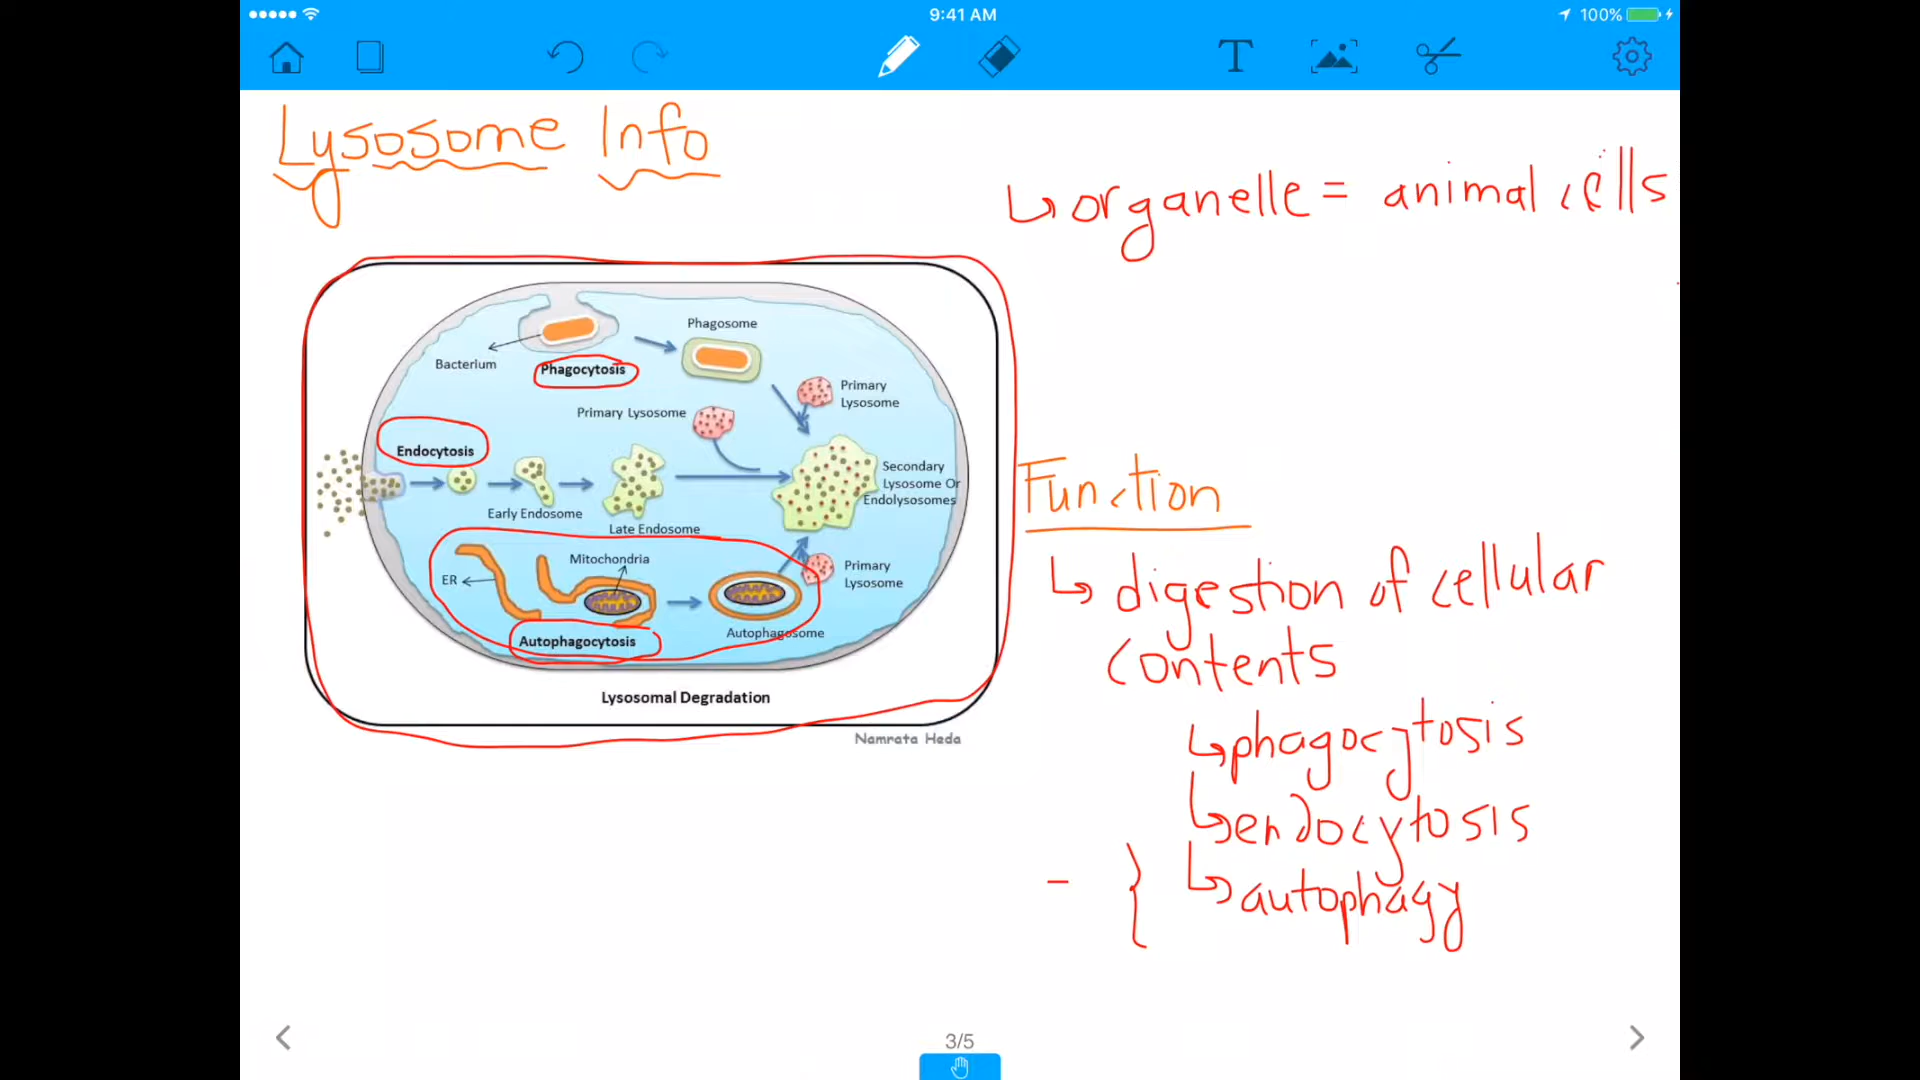 9:41 AM
100%
T
Lysosome Info
↳ organelle = animal cells
Phagosome
Bacterium
Phagocytosis
Primary
Lysosome
Primary Lysosome
Endocytosis
Secondary
Lysosome Or
Endolysosomes
Early Endosome
Late Endosome
Mitochondria
ER
Primary
Lysosome
Autophagosome
Autophagocytosis
Lysosomal Degradation
Namrata Heda
Function
↳ digestion of cellular
contents
↳ phagocytosis
↳ endocytosis
- } ↳ autophagy
3/5